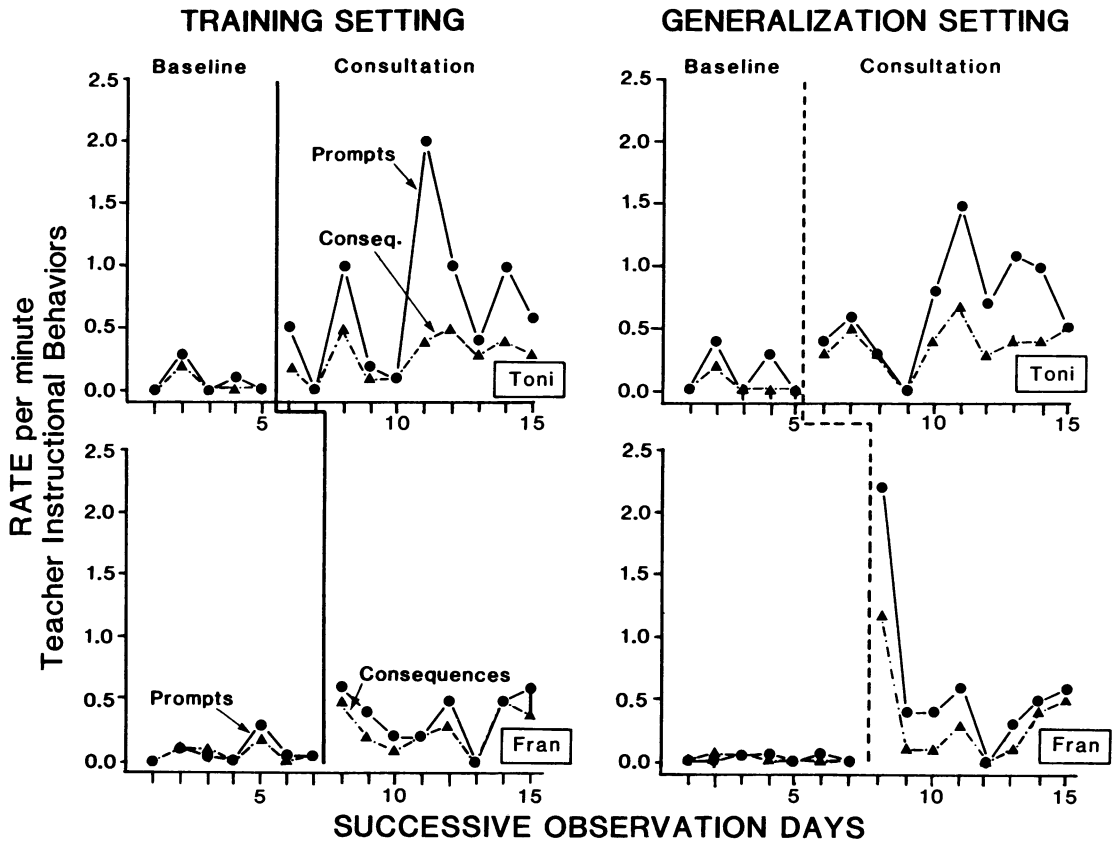 TRAINING SETTING
GENERALIZATION SETTING
Baseline Consultation
Baseline Consultation
RATE per minute
Teacher Instructional Behaviors
2.5
2.0
1.5
1.0
0.5
0.0
Prompts
Conseq.
Toni
5 10 15
2.5
2.0
1.5
1.0
0.5
0.0
Toni
5 10 15
2.5
2.0
1.5
1.0
0.5
0.0
Prompts
Consequences
Fran
5 10 15
2.5
2.0
1.5
1.0
0.5
0.0
Fran
5 10 15
SUCCESSIVE OBSERVATION DAYS